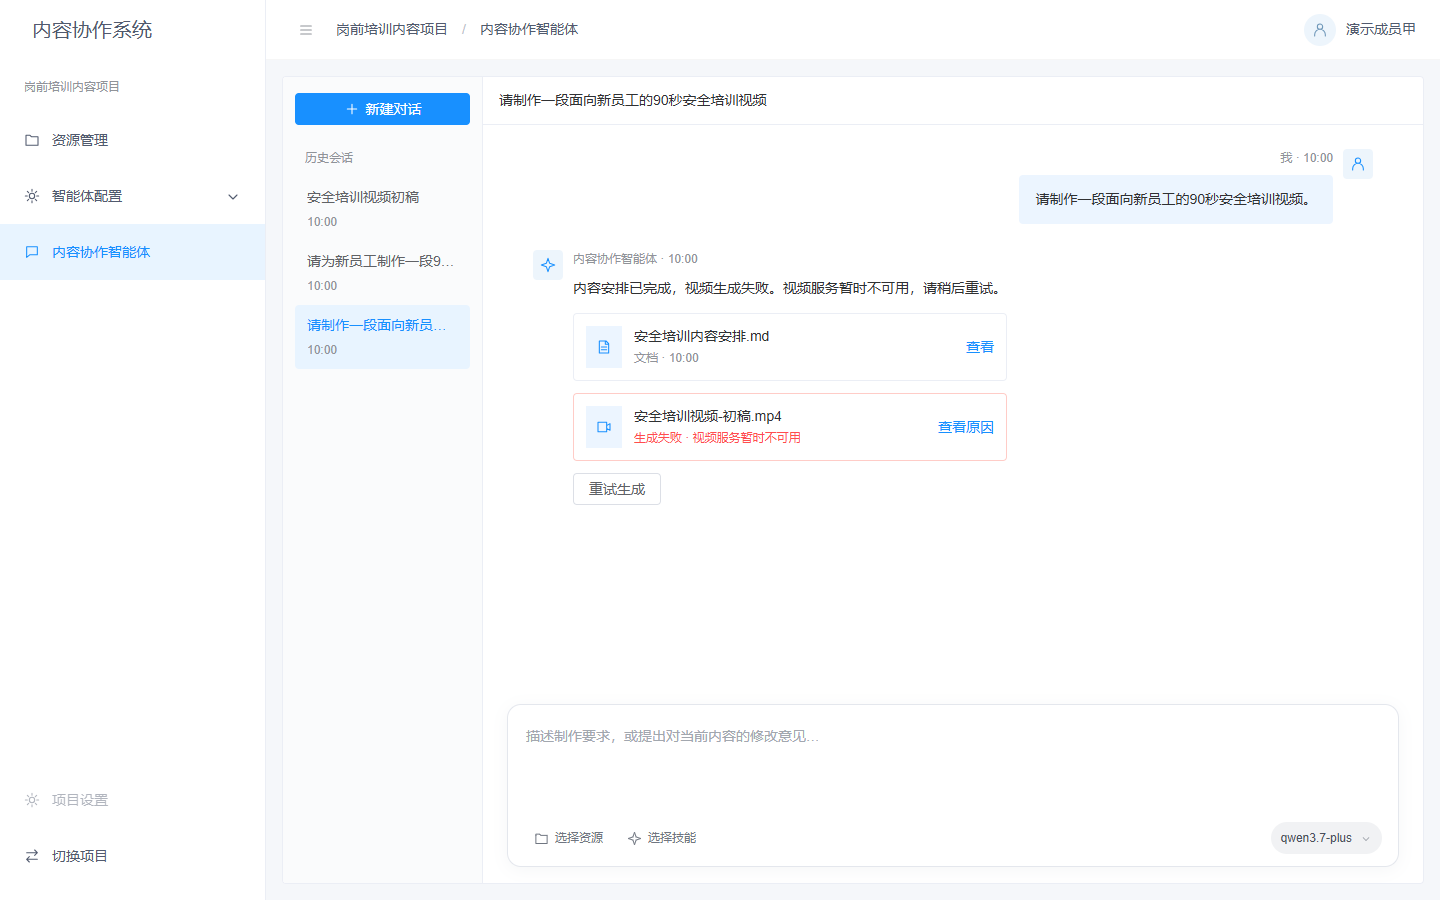 内容协作系统
岗前培训内容项目
资源管理
智能体配置
内容协作智能体
项目设置
切换项目
岗前培训内容项目 / 内容协作智能体
演示成员甲
新建对话
历史会话
安全培训视频初稿
10:00
请为新员工制作一段9...
10:00
请制作一段面向新员...
10:00
请制作一段面向新员工的90秒安全培训视频
我 · 10:00
请制作一段面向新员工的90秒安全培训视频。
内容协作智能体 · 10:00
内容安排已完成，视频生成失败。视频服务暂时不可用，请稍后重试。
安全培训内容安排.md
文档 · 10:00
查看
安全培训视频-初稿.mp4
生成失败 · 视频服务暂时不可用
查看原因
重试生成
描述制作要求，或提出对当前内容的修改意见...
选择资源
选择技能
qwen3.7-plus